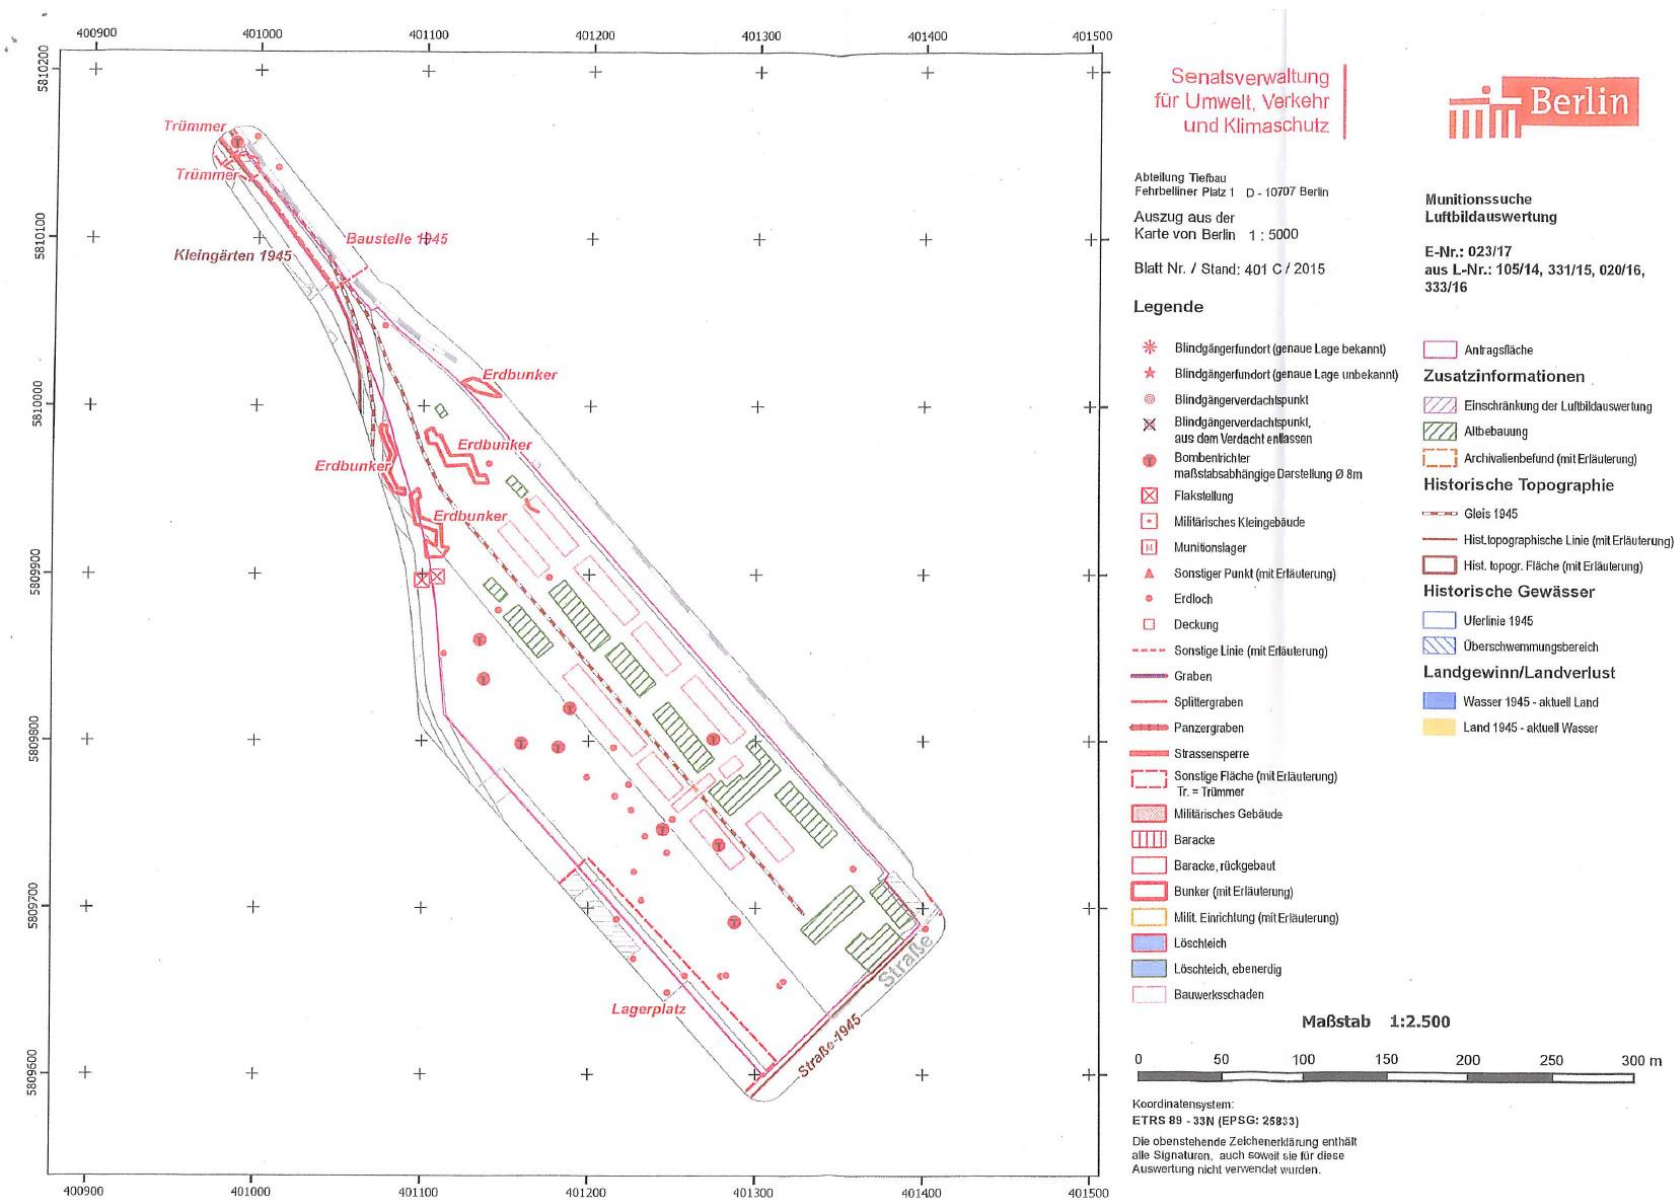 400900 401000 401100 401200 401300 401400 401500
5810200
5810100
5810000
5809900
5809800
5809700
5809600
Trümmer
Trümmer
Baustelle 1945
Kleingärten 1945
Erdbunker
Erdbunker
Erdbunker
Erdbunker
Lagerplatz
Straße
Straße-1945
400900 401000 401100 401200 401300 401400 401500
Senatsverwaltung
für Umwelt, Verkehr
und Klimaschutz
Berlin
Abteilung Tiefbau
Fehrbelliner Platz 1 D - 10707 Berlin
Auszug aus der
Karte von Berlin 1 : 5000
Blatt Nr. / Stand: 401 C / 2015
Munitionssuche
Luftbildauswertung
E-Nr.: 023/17
aus L-Nr.: 105/14, 331/15, 020/16,
333/16
Legende
Blindgängerfundort (genaue Lage bekannt)
Blindgängerfundort (genaue Lage unbekannt)
Blindgängerverdachtspunkt
Blindgängerverdachtspunkt,
aus dem Verdacht entlassen
Bombentrichter
maßstabsabhängige Darstellung Ø 8m
Flakstellung
Militärisches Kleingebäude
M Munitionslager
Sonstiger Punkt (mit Erläuterung)
Erdloch
Deckung
Sonstige Linie (mit Erläuterung)
Graben
Splittergraben
Panzergraben
Strassensperre
Sonstige Fläche (mit Erläuterung)
Tr. = Trümmer
Militärisches Gebäude
Baracke
Baracke, rückgebaut
Bunker (mit Erläuterung)
Milit. Einrichtung (mit Erläuterung)
Löschteich
Löschteich, ebenerdig
Bauwerksschaden
Antragsfläche
Zusatzinformationen
Einschränkung der Luftbildauswertung
Altbebauung
Archivalienbefund (mit Erläuterung)
Historische Topographie
Gleis 1945
Hist.topographische Linie (mit Erläuterung)
Hist. topogr. Fläche (mit Erläuterung)
Historische Gewässer
Uferlinie 1945
Überschwemmungsbereich
Landgewinn/Landverlust
Wasser 1945 - aktuell Land
Land 1945 - aktuell Wasser
Maßstab 1:2.500
0 50 100 150 200 250 300 m
Koordinatensystem:
ETRS 89 - 33N (EPSG: 25833)
Die obenstehende Zeichenerklärung enthält
alle Signaturen, auch soweit sie für diese
Auswertung nicht verwendet wurden.